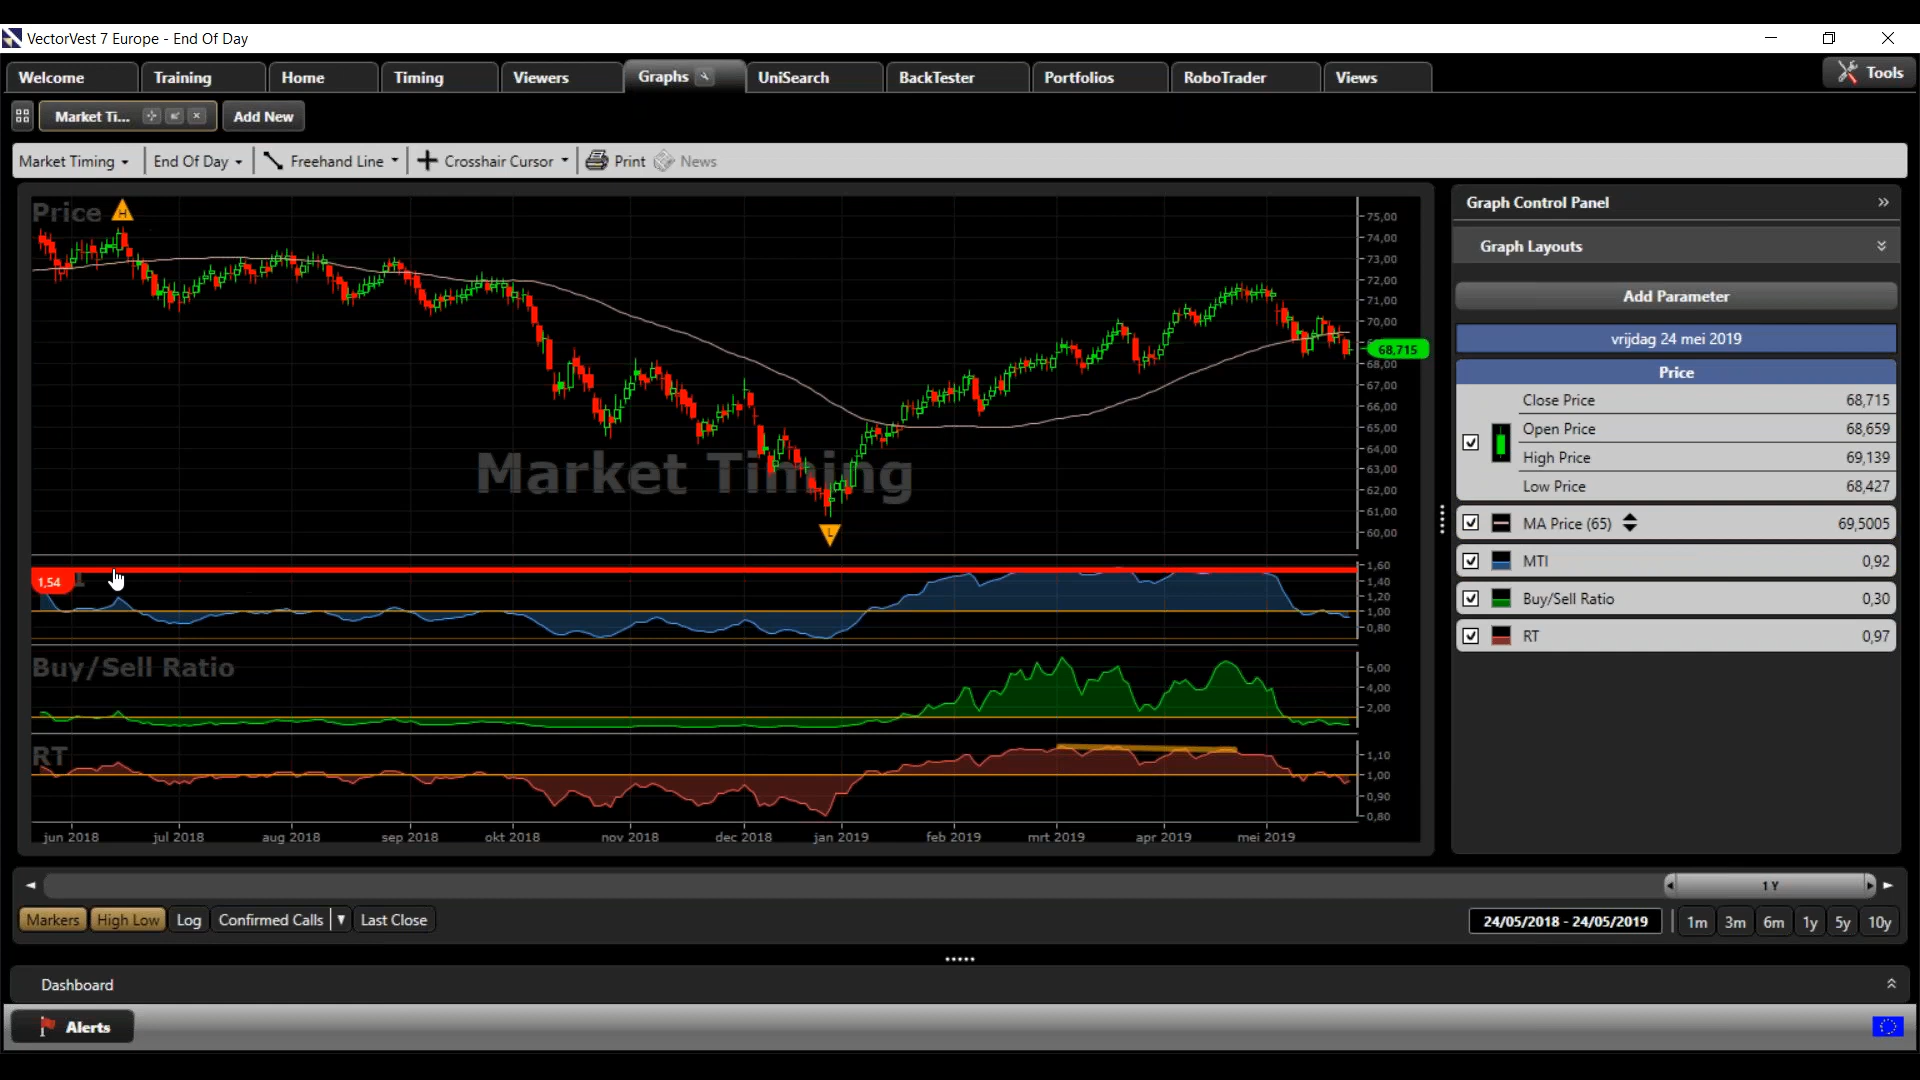 VectorVest 7 Europe - End Of Day
Welcome
Training
Home
Timing
Viewers
Graphs
UniSearch
BackTester
Portfolios
RoboTrader
Views
Tools
Market Ti...
Add New
Market Timing
End Of Day
Freehand Line
Crosshair Cursor
Print
News
Price
H
75,00
74,00
73,00
72,00
71,00
70,00
68,715
68,00
67,00
66,00
65,00
64,00
63,00
62,00
61,00
60,00
Market Timing
L
1,54
1,60
1,40
1,20
1,00
0,80
Buy/Sell Ratio
6,00
4,00
2,00
RT
1,10
1,00
0,90
0,80
jun 2018
jul 2018
aug 2018
sep 2018
okt 2018
nov 2018
dec 2018
jan 2019
feb 2019
mrt 2019
apr 2019
mei 2019
Graph Control Panel
Graph Layouts
Add Parameter
vrijdag 24 mei 2019
Price
Close Price 68,715
Open Price 68,659
High Price 69,139
Low Price 68,427
MA Price (65) 69,5005
MTI 0,92
Buy/Sell Ratio 0,30
RT 0,97
1 Y
Markers
High Low
Log
Confirmed Calls
Last Close
24/05/2018 - 24/05/2019
1m
3m
6m
1y
5y
10y
Dashboard
Alerts